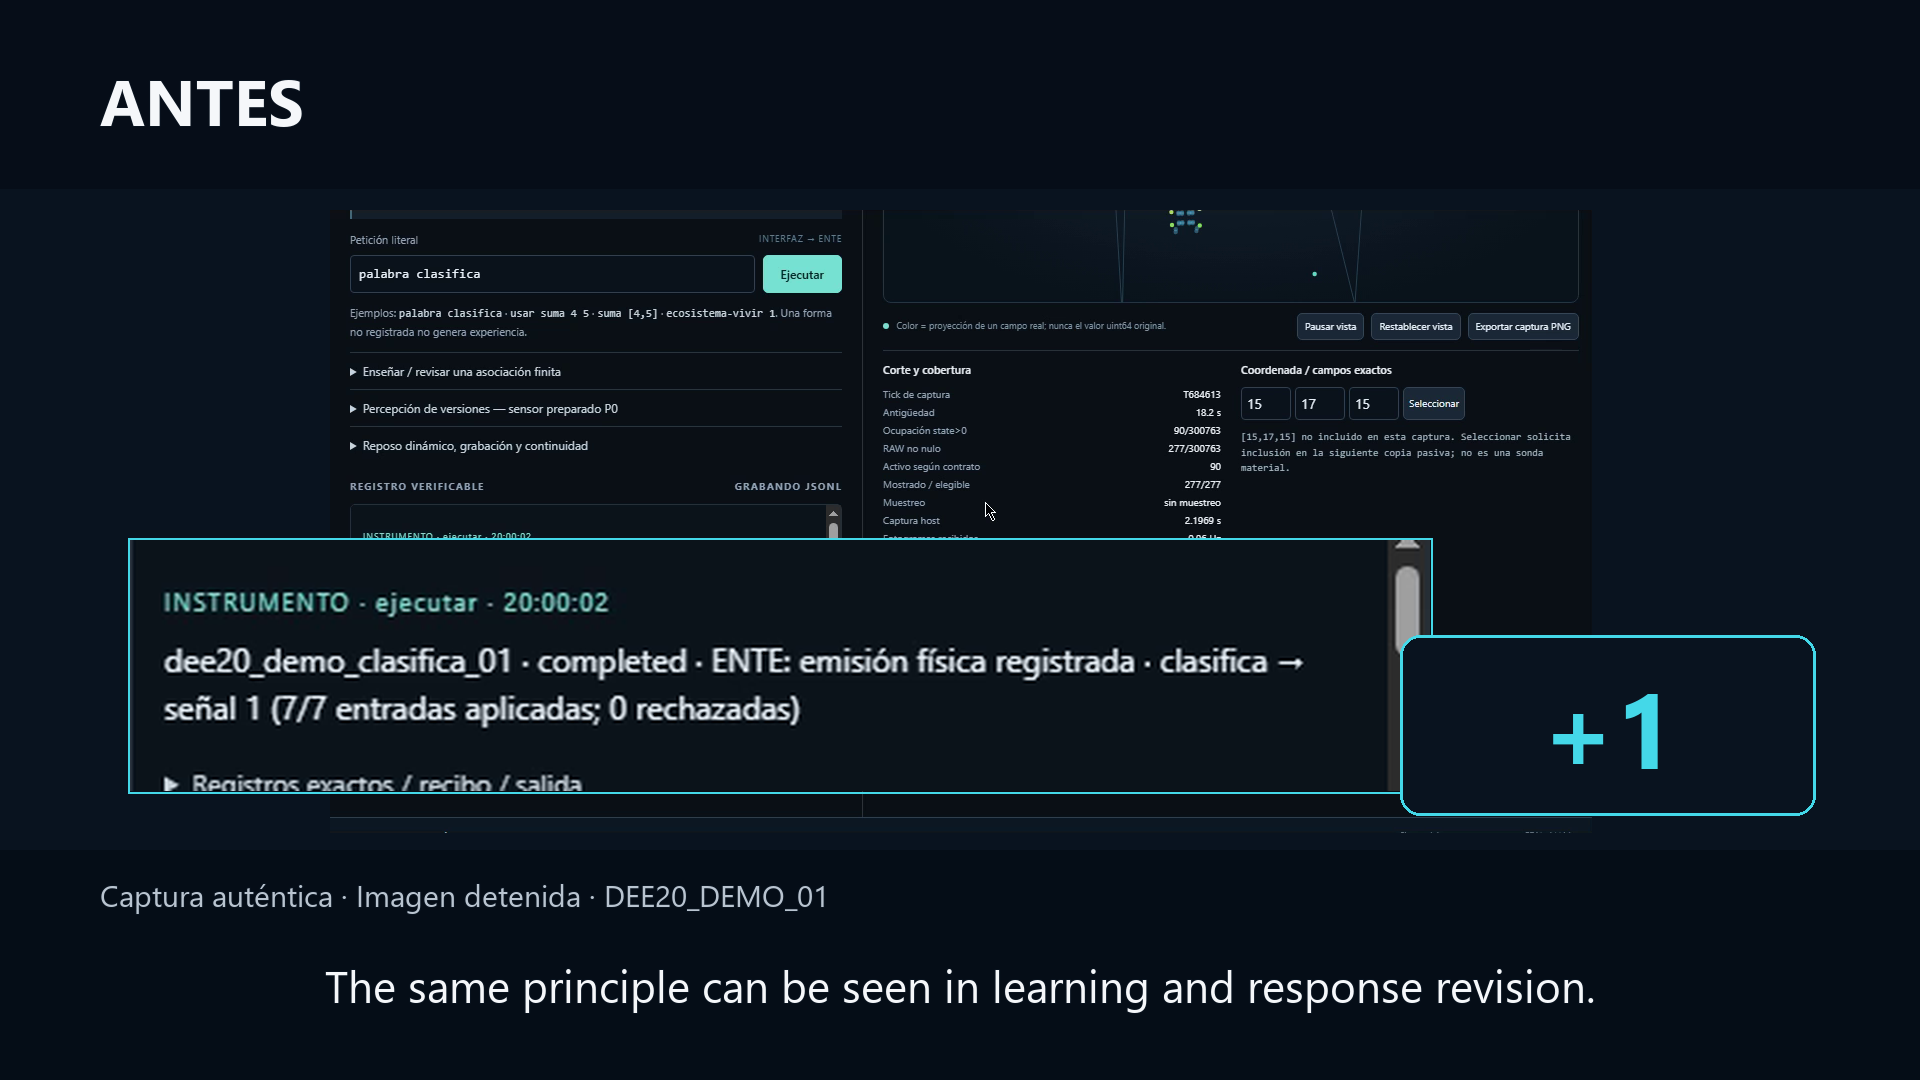 ANTES
Petición literal
INTERFAZ → ENTE
palabra clasifica
Ejecutar
Ejemplos: palabra clasifica · usar suma 4 5 · suma [4,5] · ecosistema-vivir 1. Una forma
no registrada no genera experiencia.
▶ Enseñar / revisar una asociación finita
▶ Percepción de versiones — sensor preparado P0
▶ Reposo dinámico, grabación y continuidad
REGISTRO VERIFICABLE
GRABANDO JSONL
INSTRUMENTO · ejecutar · 20:00:02
Color = proyección de un campo real; nunca el valor uint64 original.
Pausar vista
Restablecer vista
Exportar captura PNG
Corte y cobertura
Tick de captura T684613
Antigüedad 18.2 s
Ocupación state>0 90/300763
RAW no nulo 277/300763
Activo según contrato 90
Mostrado / elegible 277/277
Muestreo sin muestreo
Captura host 2.1969 s
Coordenada / campos exactos
15 17 15 Seleccionar
[15,17,15] no incluido en esta captura. Seleccionar solicita
inclusión en la siguiente copia pasiva; no es una sonda
material.
INSTRUMENTO · ejecutar · 20:00:02
dee20_demo_clasifica_01 · completed · ENTE: emisión física registrada · clasifica →
señal 1 (7/7 entradas aplicadas; 0 rechazadas)
▶ Registros exactos / recibo / salida
+1
Captura auténtica · Imagen detenida · DEE20_DEMO_01
The same principle can be seen in learning and response revision.